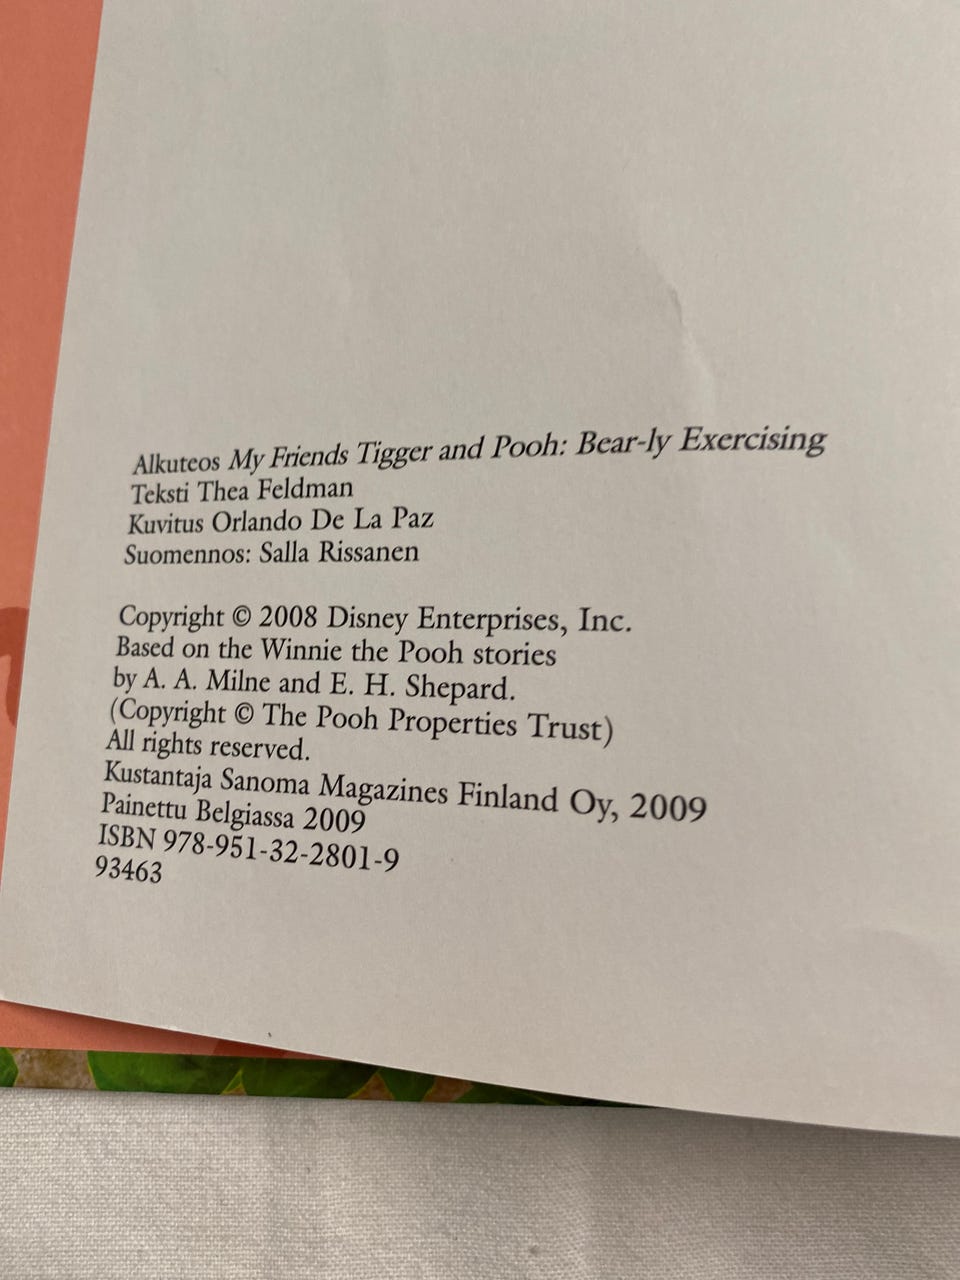 Alkuteos My Friends Tigger and Pooh: Bear-ly Exercising
Teksti Thea Feldman
Kuvitus Orlando De La Paz
Suomennos: Salla Rissanen
Copyright © 2008 Disney Enterprises, Inc.
Based on the Winnie the Pooh stories
by A. A. Milne and E. H. Shepard.
(Copyright © The Pooh Properties Trust)
All rights reserved.
Kustantaja Sanoma Magazines Finland Oy, 2009
Painettu Belgiassa 2009
ISBN 978-951-32-2801-9
93463